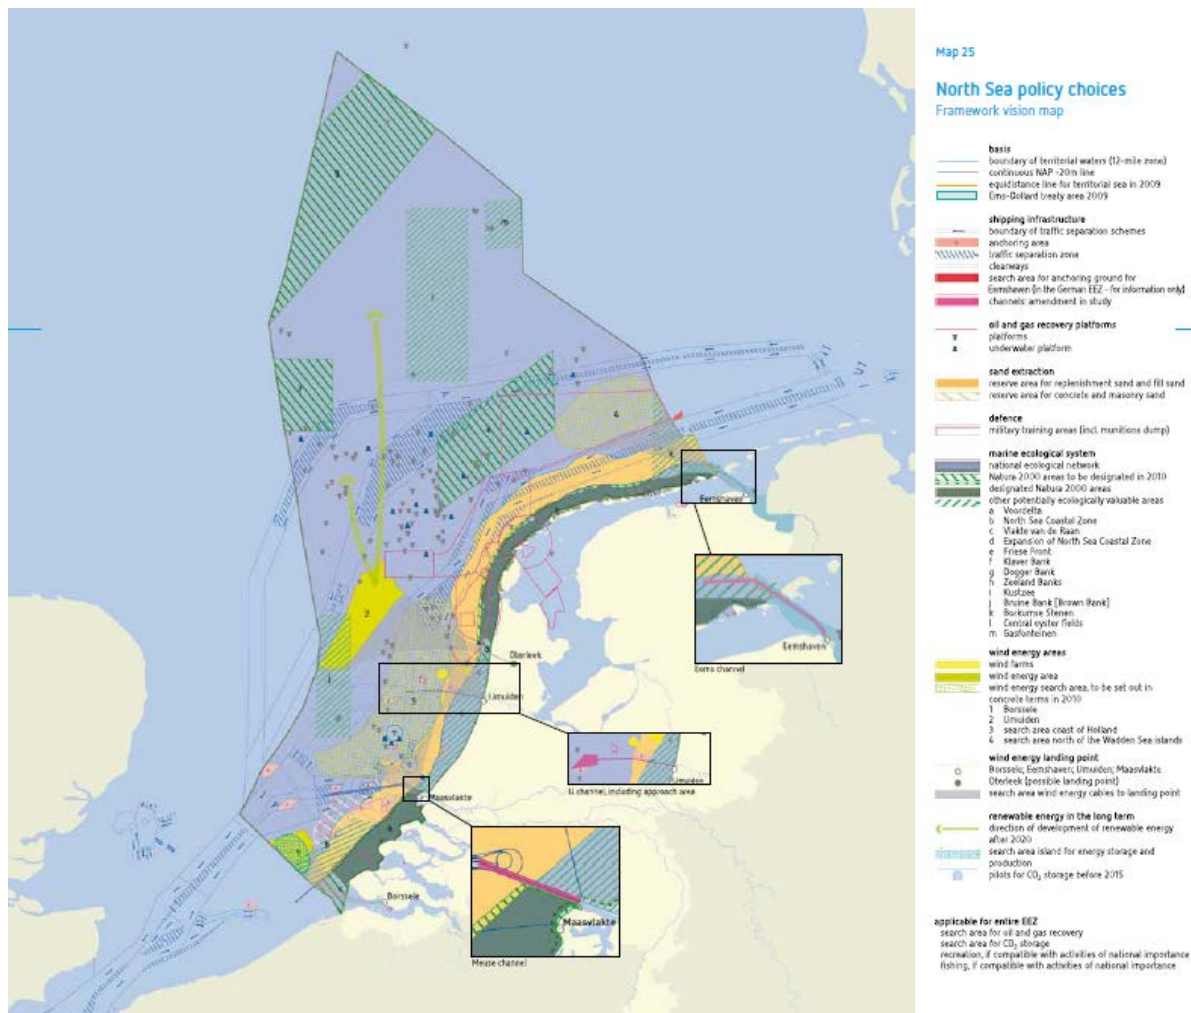 Map 25
North Sea policy choices
Framework vision map
basis
boundary of territorial waters (12-mile zone)
continuous NAP -20m line
equidistance line for territorial sea in 2009
Ems-Dollard treaty area 2009
shipping infrastructure
boundary of traffic separation schemes
anchoring area
traffic separation zone
clearways
search area for anchoring ground for
Eemshaven (in the German EEZ - for information only)
channels: amendment in study
oil and gas recovery platforms
platforms
underwater platform
sand extraction
reserve area for replenishment sand and fill sand
reserve area for concrete and masonry sand
defence
military training areas (incl. munitions dump)
marine ecological system
national ecological network
Natura 2000 areas to be designated in 2010
designated Natura 2000 areas
other potentially ecologically valuable areas
a Voordelta
b North Sea Coastal Zone
c Vlakte van de Raan
d Expansion of North Sea Coastal Zone
e Friese Front
f Klaver Bank
g Dogger Bank
h Zeeland Banks
i Kustzee
j Bruine Bank [Brown Bank]
k Borkumse Stenen
l Central oyster fields
m Gasfonteinen
wind energy areas
wind farms
wind energy area
wind energy search area, to be set out in
concrete terms in 2010
1 Borssele
2 IJmuiden
3 search area coast of Holland
4 search area north of the Wadden Sea islands
wind energy landing point
Borssele; Eemshaven; IJmuiden; Maasvlakte
Oterleek (possible landing point)
search area wind energy cables to landing point
renewable energy in the long term
direction of development of renewable energy
after 2020
search area island for energy storage and
production
pilots for CO₂ storage before 2015
applicable for entire EEZ
search area for oil and gas recovery
search area for CO₂ storage
recreation, if compatible with activities of national importance
fishing, if compatible with activities of national importance
m
4
Eemshaven
2
Oterleek
3
IJmuiden
Maasvlakte
Borssele
Eemshaven
Eems channel
IJmuiden
IJ channel, including approach area
Maasvlakte
Meuse channel